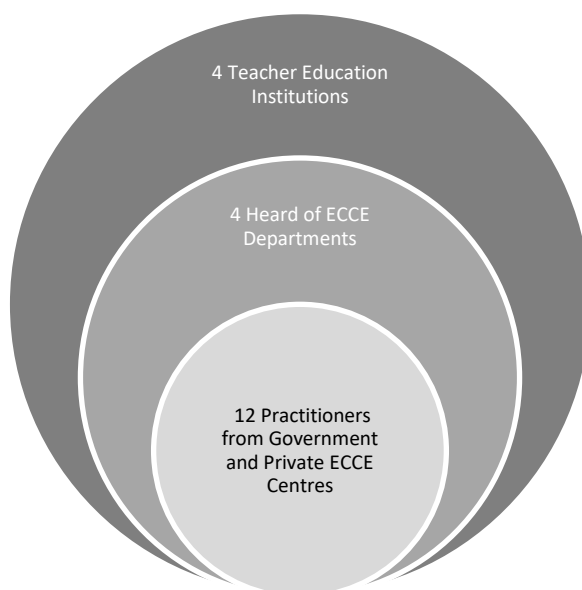 4 Teacher Education
Institutions
4 Heard of ECCE
Departments
12 Practitioners
from Government
and Private ECCE
Centres